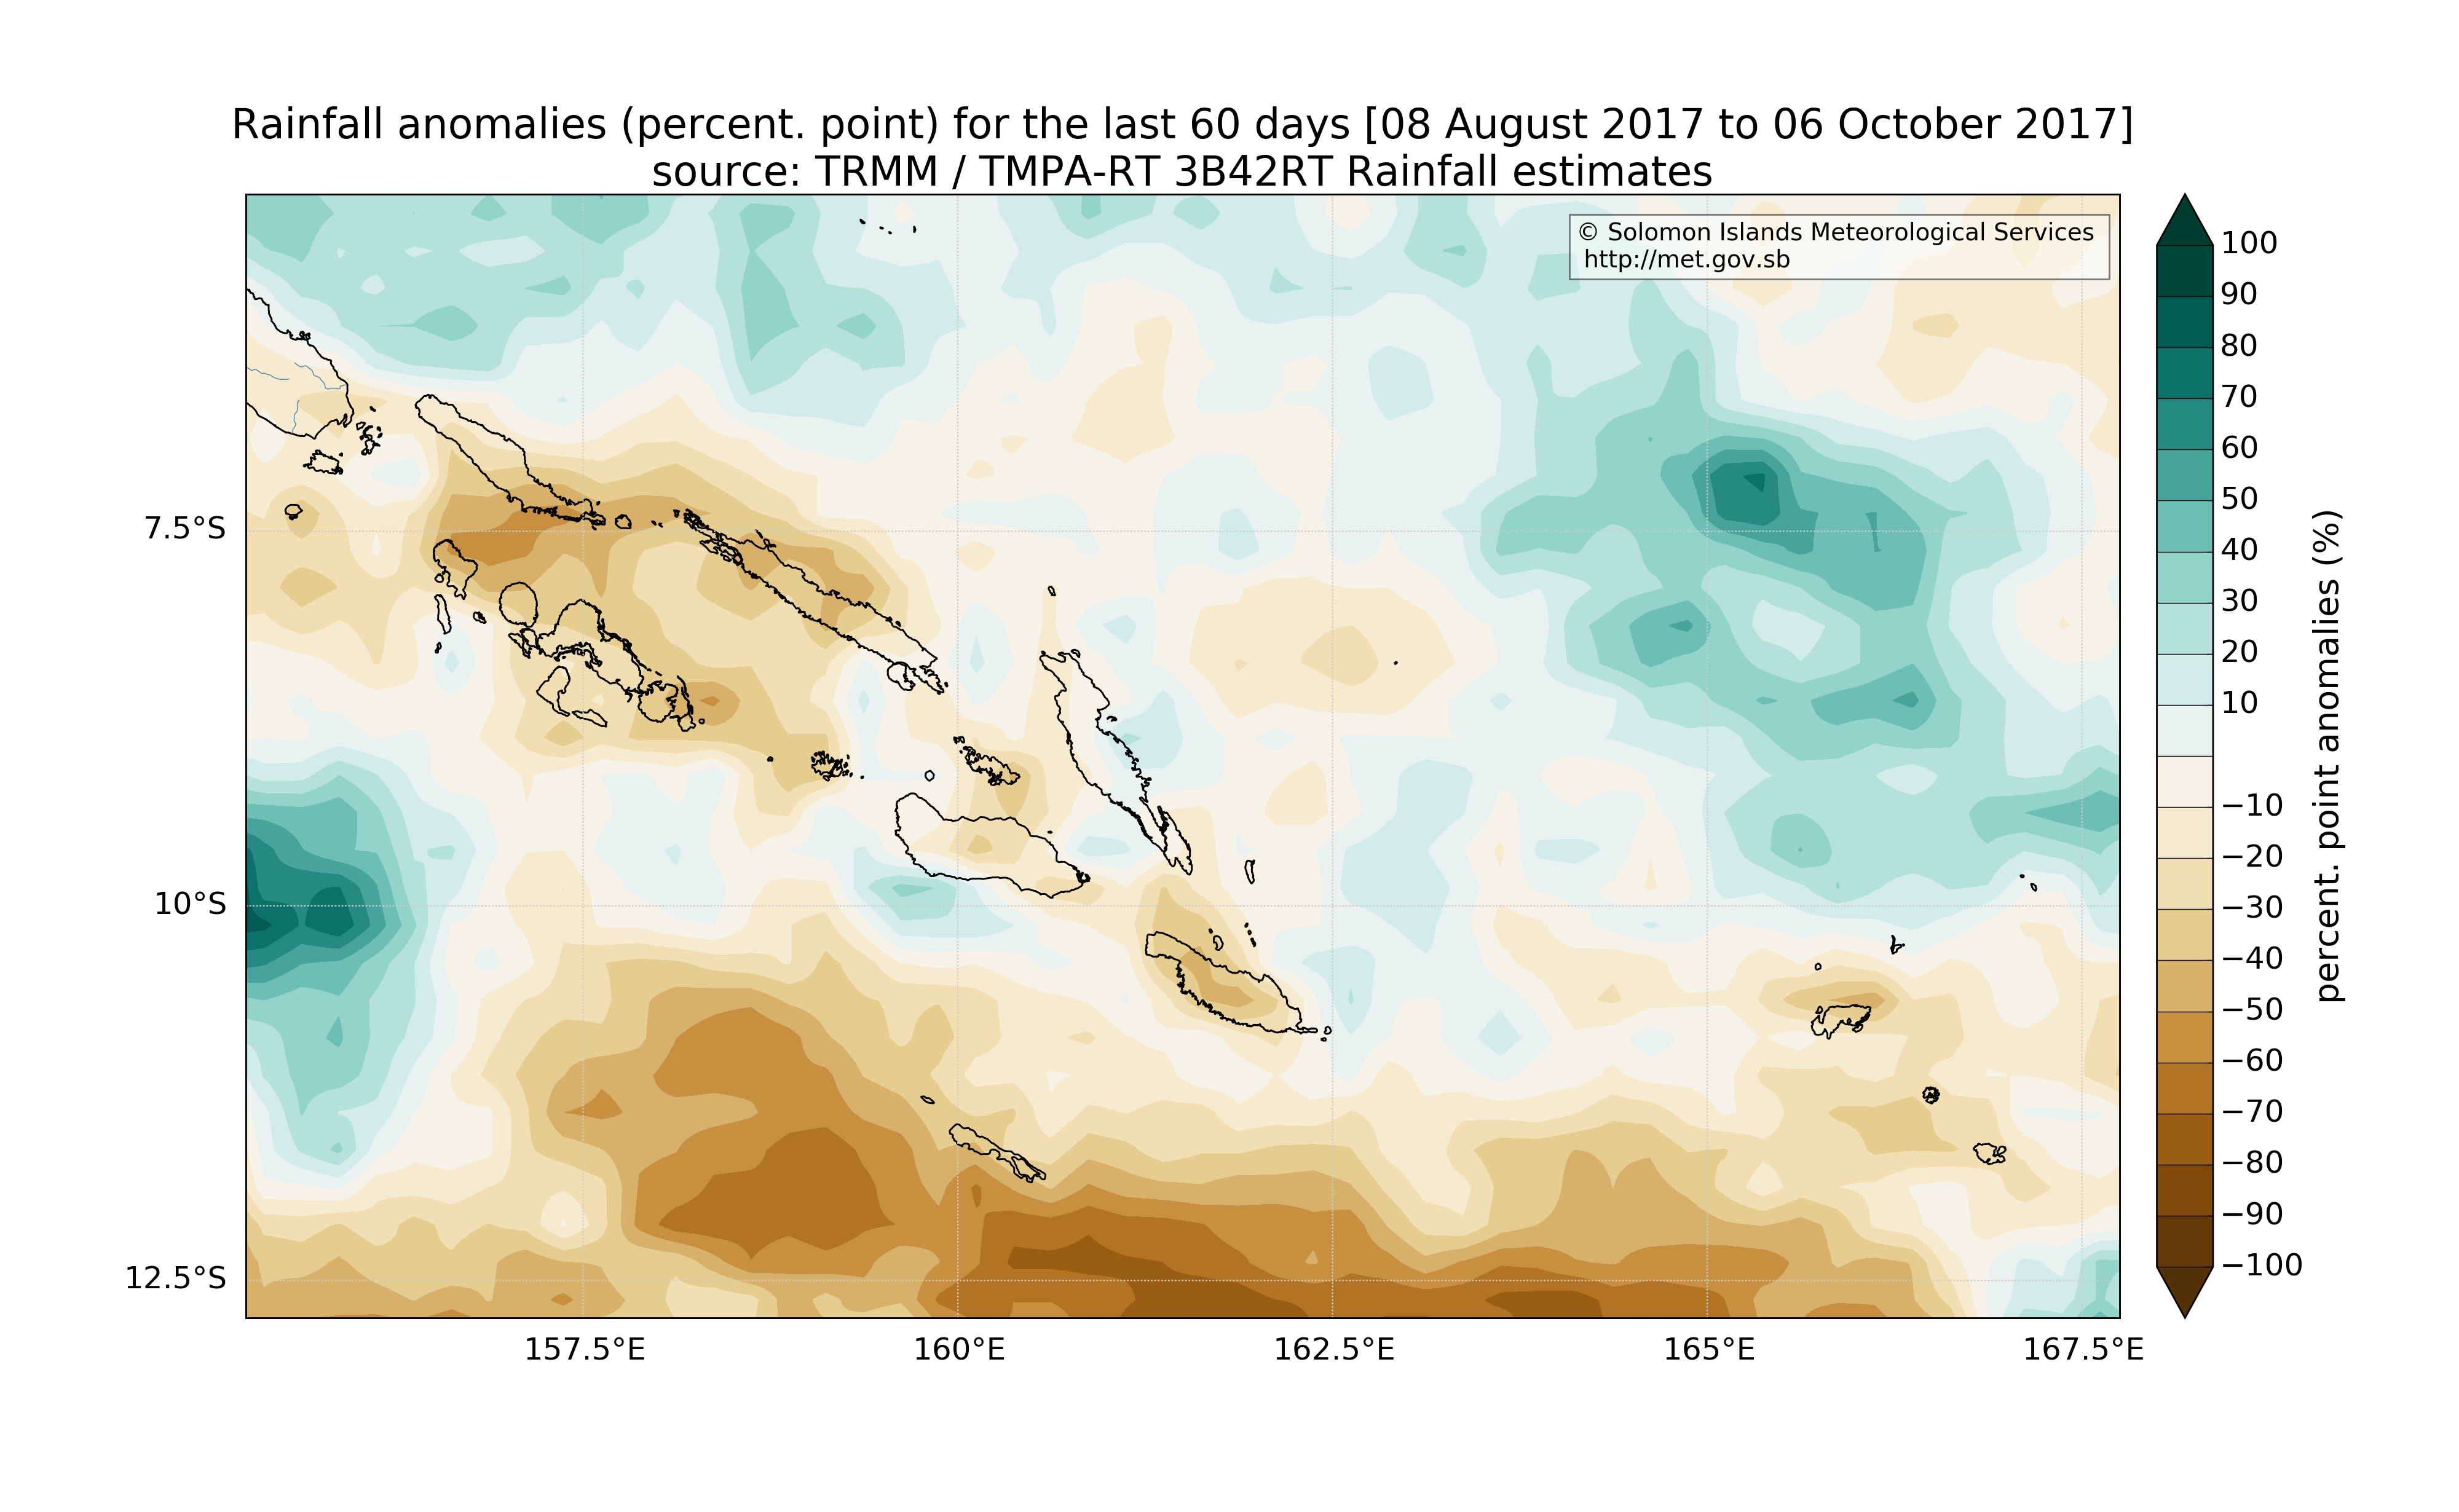 Rainfall anomalies (percent. point) for the last 60 days [08 August 2017 to 06 October 2017]
source: TRMM / TMPA-RT 3B42RT Rainfall estimates
© Solomon Islands Meteorological Services
http://met.gov.sb
7.5°S
10°S
12.5°S
157.5°E
160°E
162.5°E
165°E
167.5°E
100
90
80
70
60
50
40
30
20
10
−10
−20
−30
−40
−50
−60
−70
−80
−90
−100
percent. point anomalies (%)